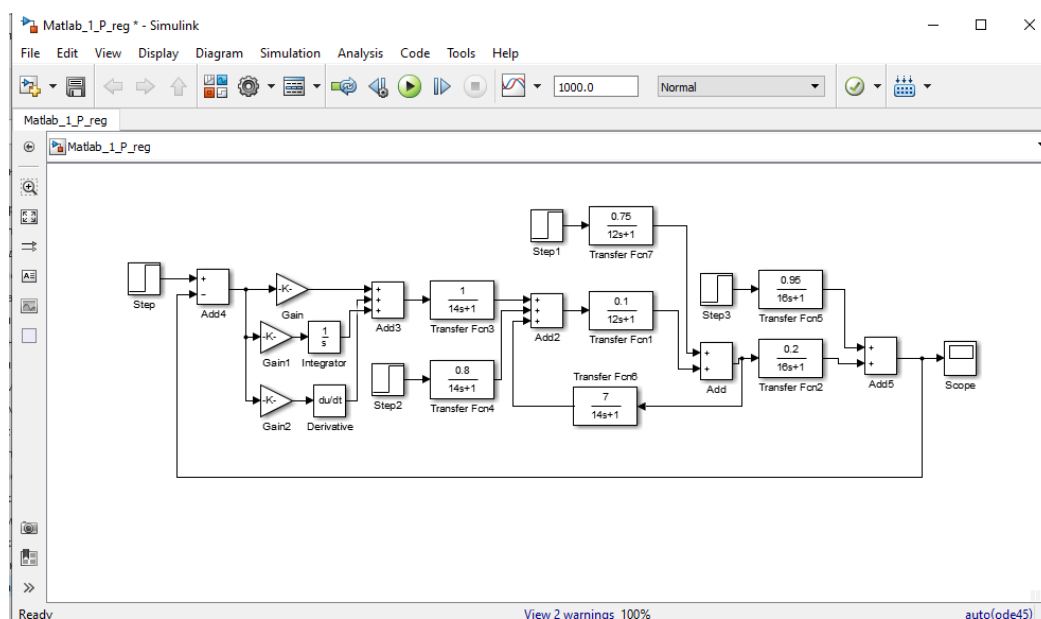 Matlab_1_P_reg * - Simulink
File Edit View Display Diagram Simulation Analysis Code Tools Help
1000.0 Normal
Matlab_1_P_reg
Matlab_1_P_reg
Step
+
−
Add4
-K-
Gain
-K-
Gain1
1
s
Integrator
-K-
Gain2
du/dt
Derivative
+
+
+
Add3
1
14s+1
Transfer Fcn3
Step2
0.8
14s+1
Transfer Fcn4
+
+
+
Add2
Step1
0.75
12s+1
Transfer Fcn7
0.1
12s+1
Transfer Fcn1
Transfer Fcn6
7
14s+1
+
+
Add
Step3
0.95
16s+1
Transfer Fcn5
0.2
16s+1
Transfer Fcn2
+
+
Add5
Scope
Ready View 2 warnings 100% auto(ode45)